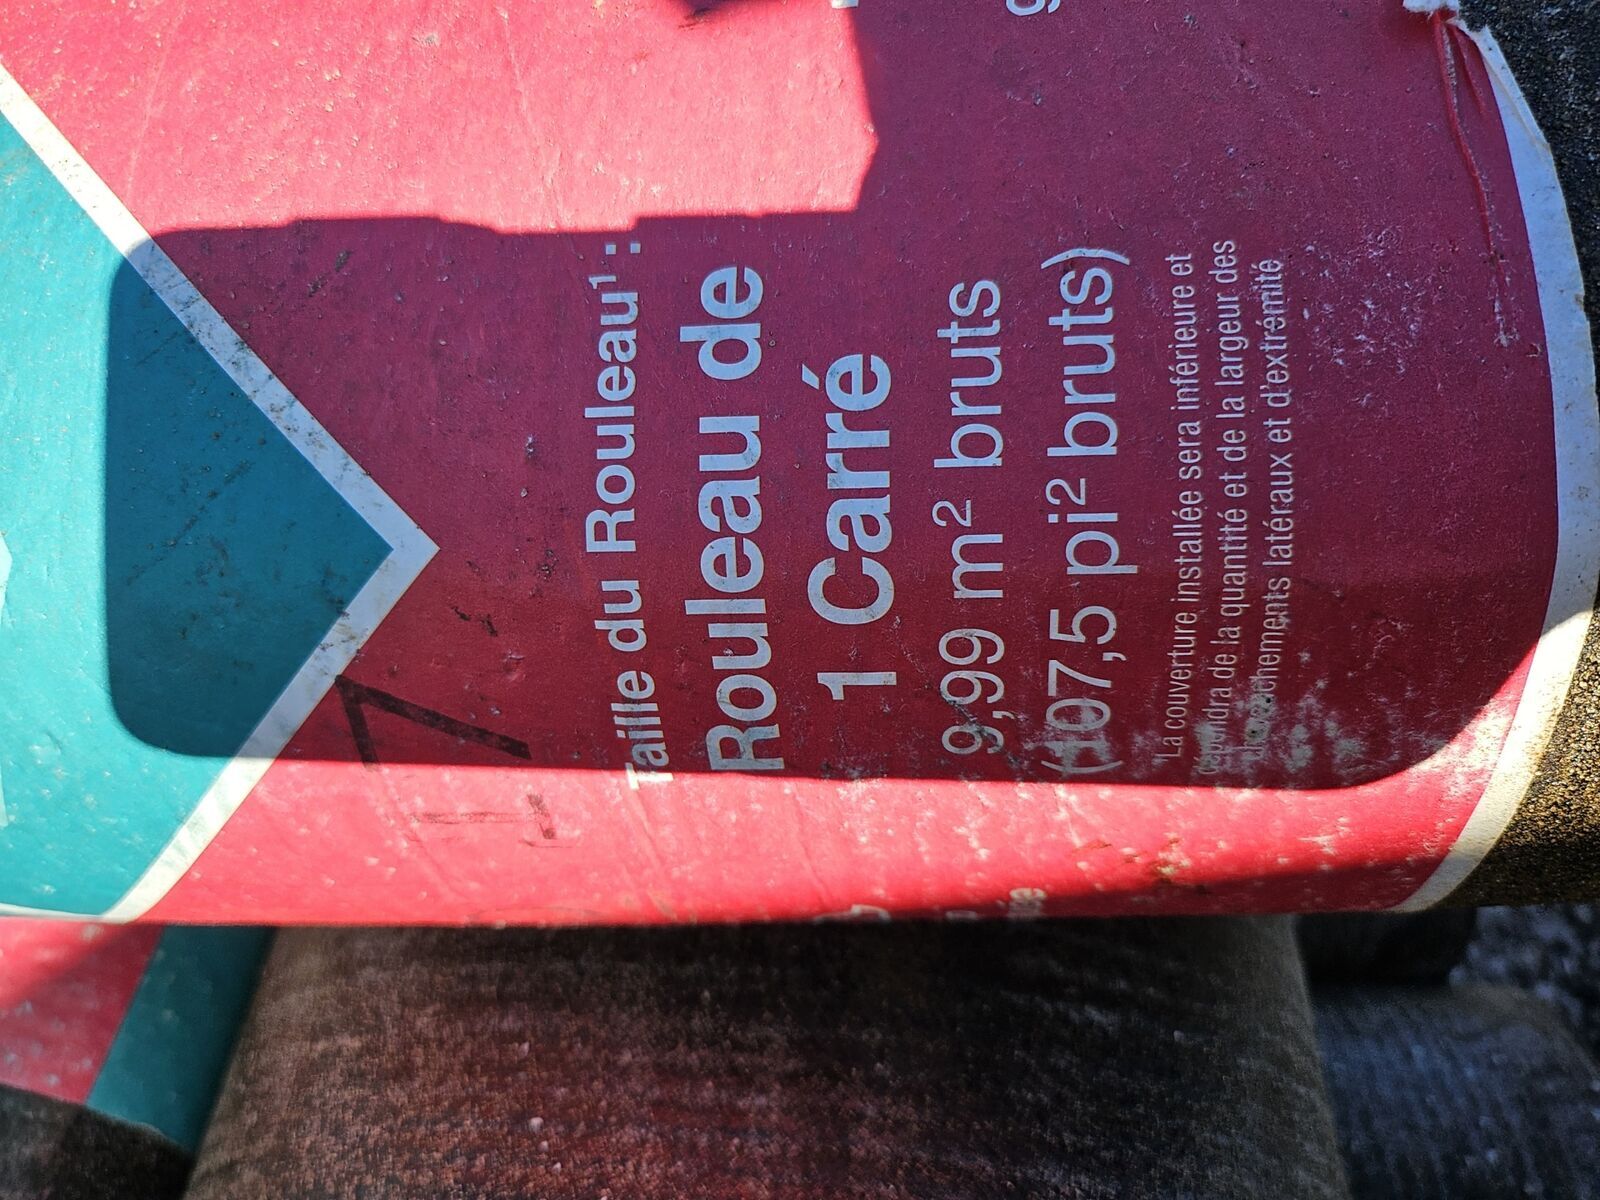 Taille du Rouleau¹ :
Rouleau de
1 Carré
9,99 m² bruts
(107,5 pi² bruts)
¹La couverture installée sera inférieure et
dépendra de la quantité et de la largeur des
chevauchements latéraux et d'extrémité